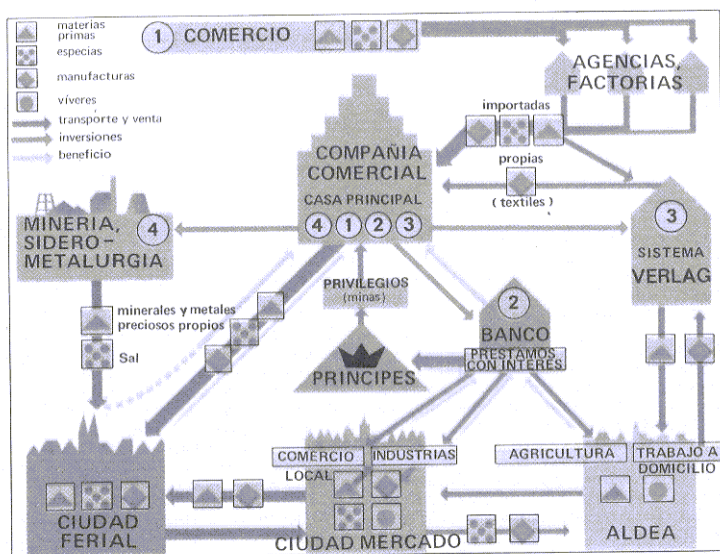 materias
primas
especias
manufacturas
víveres
transporte y venta
inversiones
beneficio
1 COMERCIO
AGENCIAS,
FACTORIAS
importadas
propias
(textiles)
COMPAÑIA
COMERCIAL
CASA PRINCIPAL
4 1 2 3
MINERIA,
SIDERO-
METALURGIA
4
3
SISTEMA
VERLAG
minerales y metales
preciosos propios
Sal
PRIVILEGIOS
(minas)
PRINCIPES
2
BANCO
PRESTAMOS
CON INTERES
COMERCIO
LOCAL
INDUSTRIAS
AGRICULTURA
TRABAJO A
DOMICILIO
CIUDAD
FERIAL
CIUDAD MERCADO
ALDEA